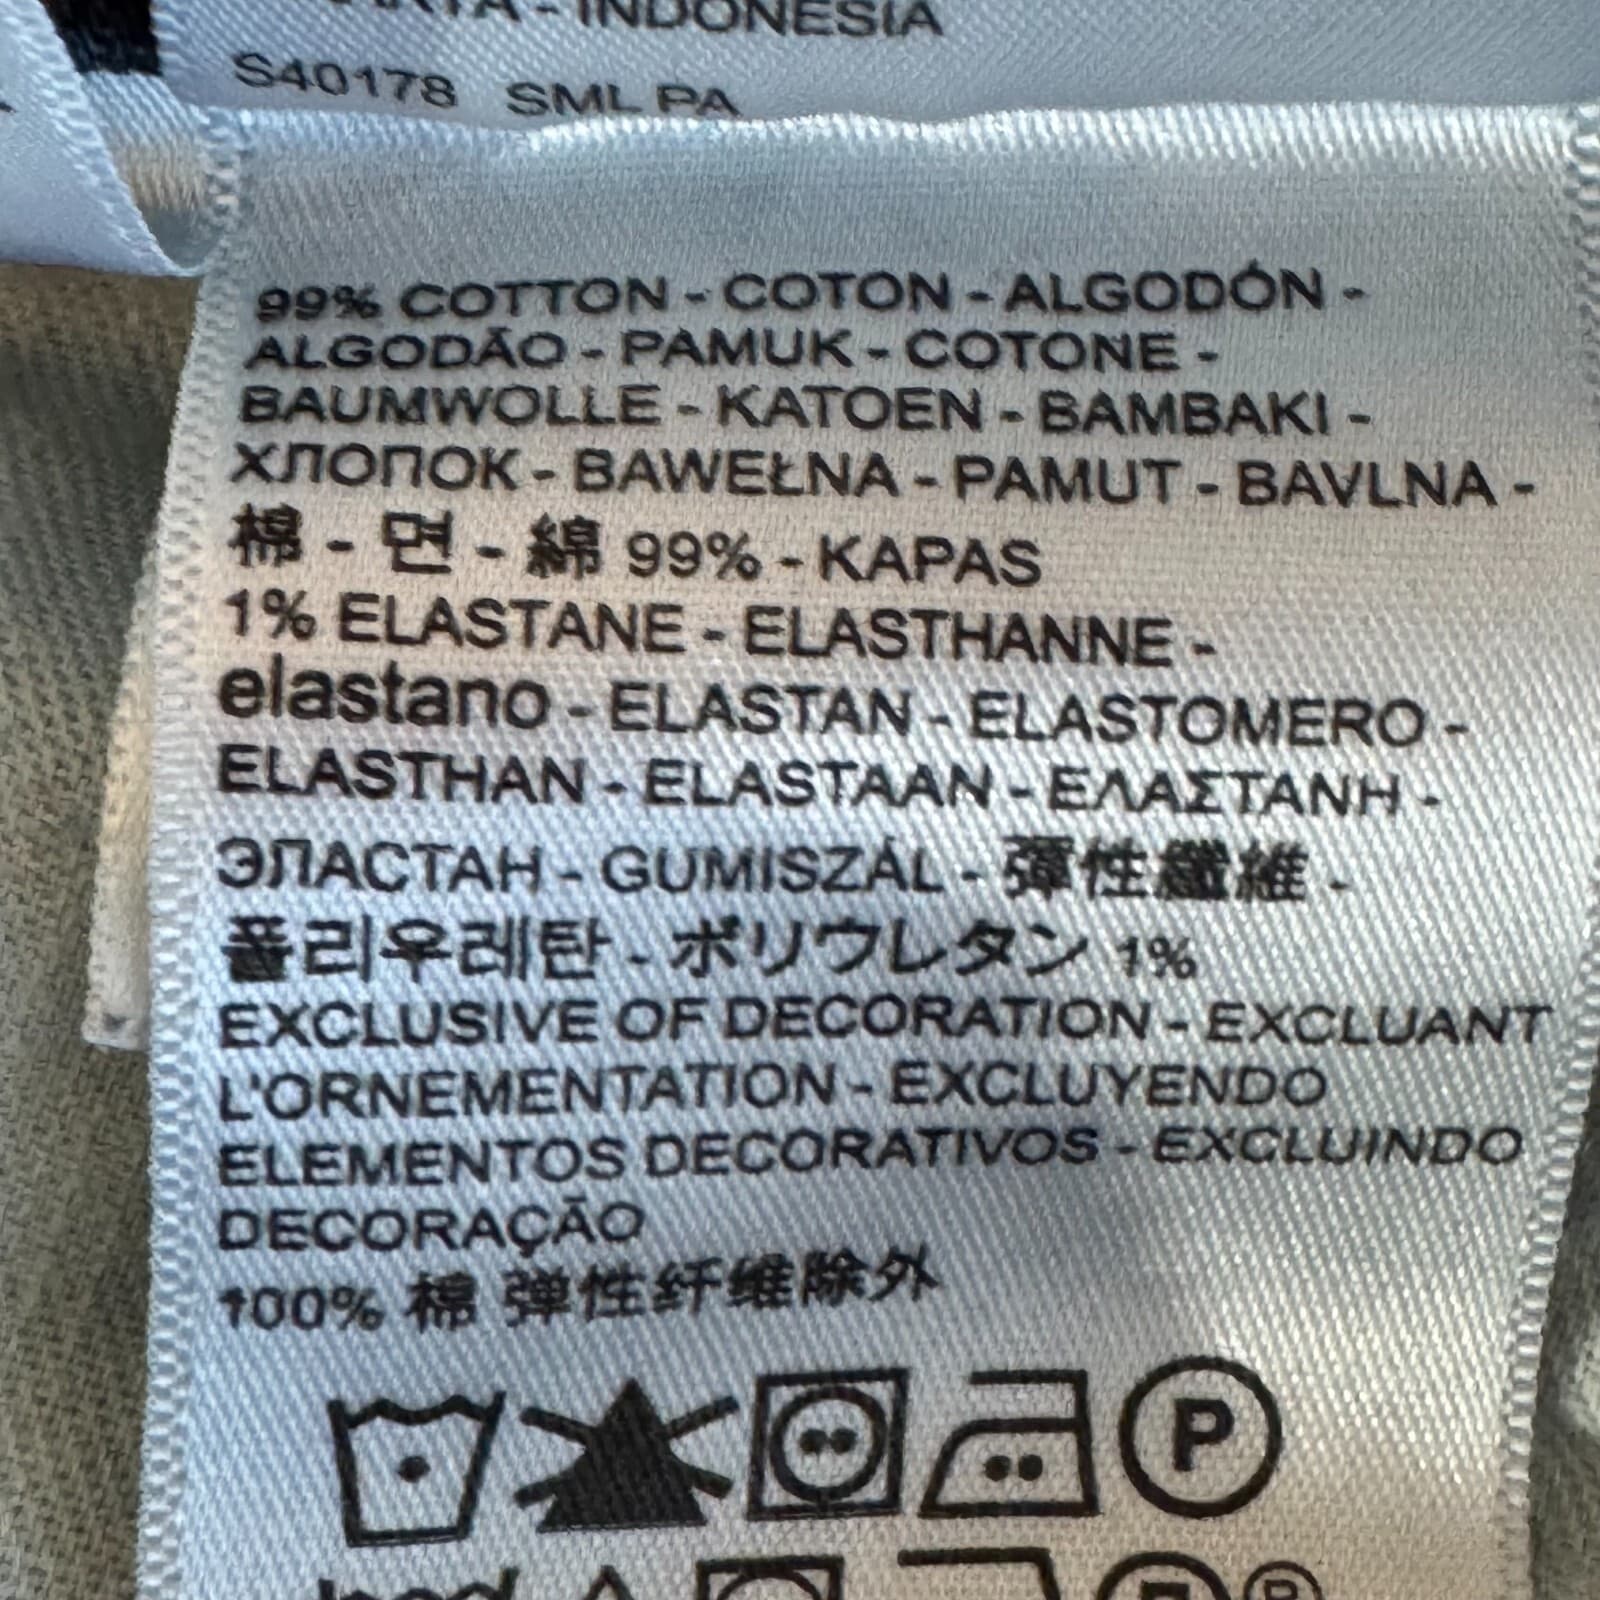 - INDONESIA
S40178 SML PA
99% COTTON - COTON - ALGODÓN -
ALGODÃO - PAMUK - COTONE -
BAUMWOLLE - KATOEN - BAMBAKI -
ХЛОПОК - BAWEŁNA - PAMUT - BAVLNA -
棉 - 면 - 綿 99% - KAPAS
1% ELASTANE - ELASTHANNE -
elastano - ELASTAN - ELASTOMERO -
ELASTHAN - ELASTAAN - ΕΛΑΣΤΑΝΗ -
ЭЛАСТАН - GUMISZÁL - 彈性纖維 -
폴리우레탄 - ポリウレタン 1%
EXCLUSIVE OF DECORATION - EXCLUANT
L'ORNEMENTATION - EXCLUYENDO
ELEMENTOS DECORATIVOS - EXCLUINDO
DECORAÇÃO
100% 棉 弹性纤维除外
P